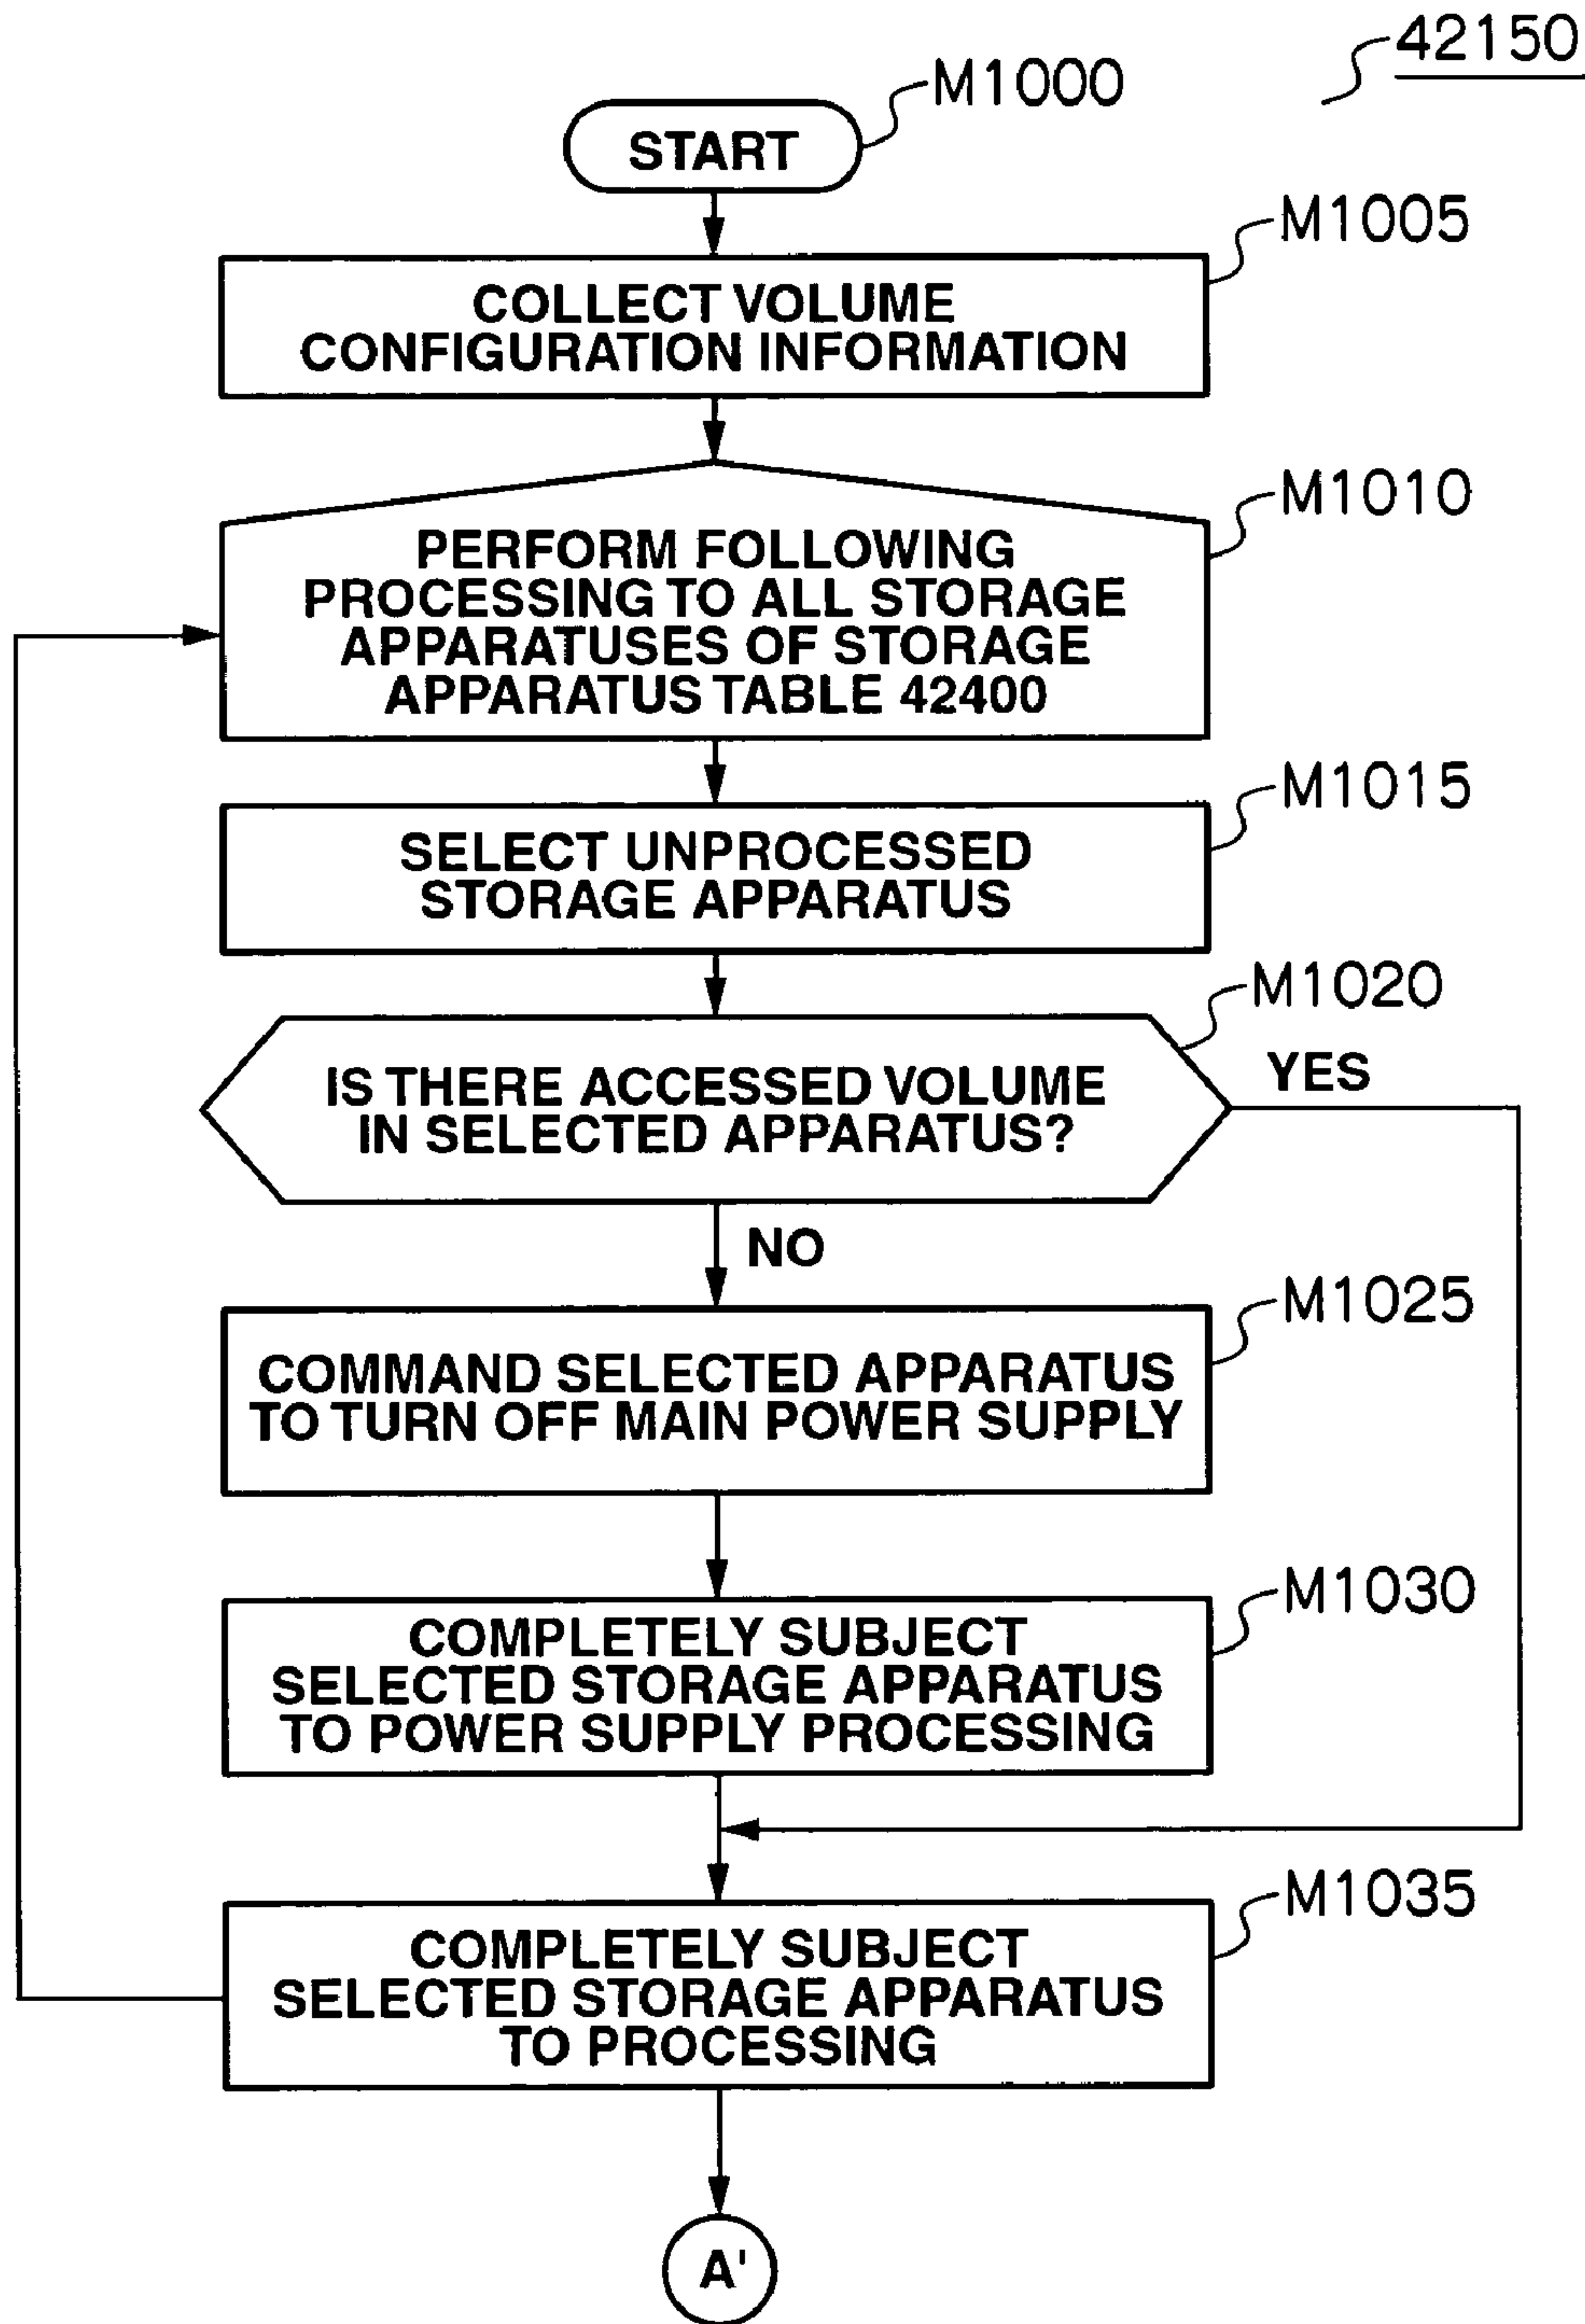 42150
M1000
START
M1005
COLLECT VOLUME
CONFIGURATION INFORMATION
M1010
PERFORM FOLLOWING
PROCESSING TO ALL STORAGE
APPARATUSES OF STORAGE
APPARATUS TABLE 42400
M1015
SELECT UNPROCESSED
STORAGE APPARATUS
M1020
IS THERE ACCESSED VOLUME
IN SELECTED APPARATUS?
YES
NO
M1025
COMMAND SELECTED APPARATUS
TO TURN OFF MAIN POWER SUPPLY
M1030
COMPLETELY SUBJECT
SELECTED STORAGE APPARATUS
TO POWER SUPPLY PROCESSING
M1035
COMPLETELY SUBJECT
SELECTED STORAGE APPARATUS
TO PROCESSING
A'